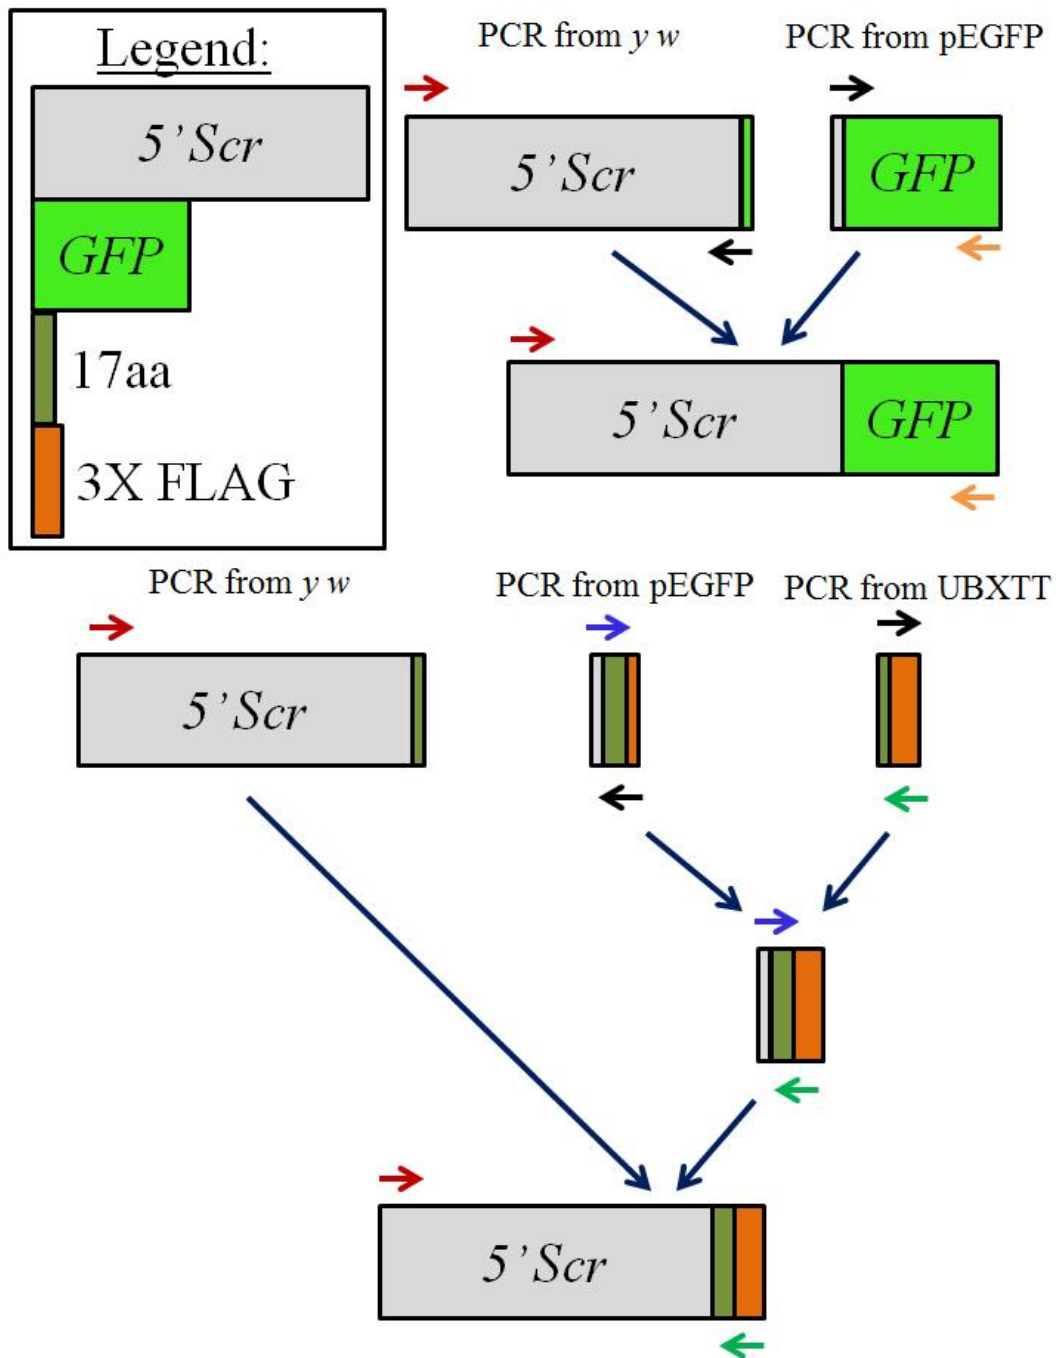 Legend:
5’Scr
GFP
17aa
3X FLAG
PCR from y w
PCR from pEGFP
5’Scr
GFP
5’Scr
GFP
PCR from y w
PCR from pEGFP
PCR from UBXTT
5’Scr
5’Scr